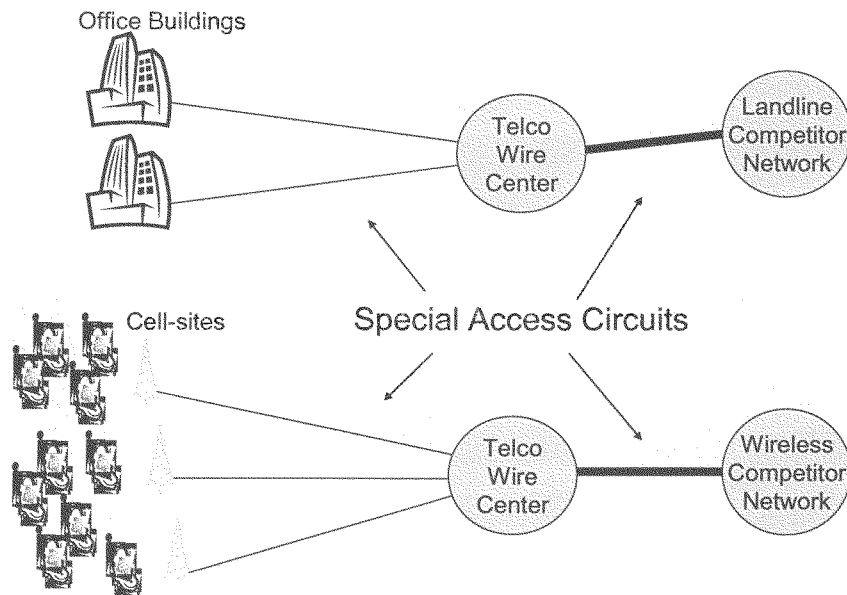 Office Buildings
Telco
Wire
Center
Landline
Competitor
Network
Special Access Circuits
Cell-sites
Telco
Wire
Center
Wireless
Competitor
Network